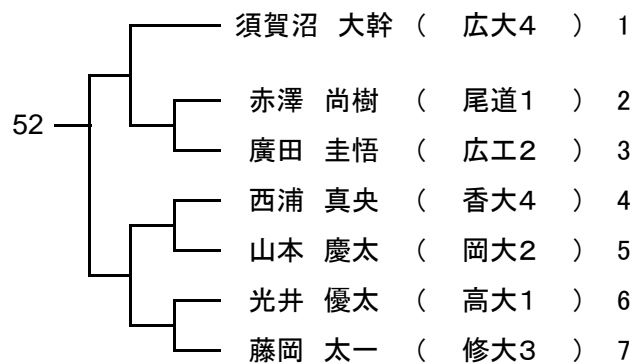 須賀沼 大幹 ( 広大4 ) 1
赤澤 尚樹 ( 尾道1 ) 2
52
廣田 圭悟 ( 広工2 ) 3
西浦 真央 ( 香大4 ) 4
山本 慶太 ( 岡大2 ) 5
光井 優太 ( 高大1 ) 6
藤岡 太一 ( 修大3 ) 7